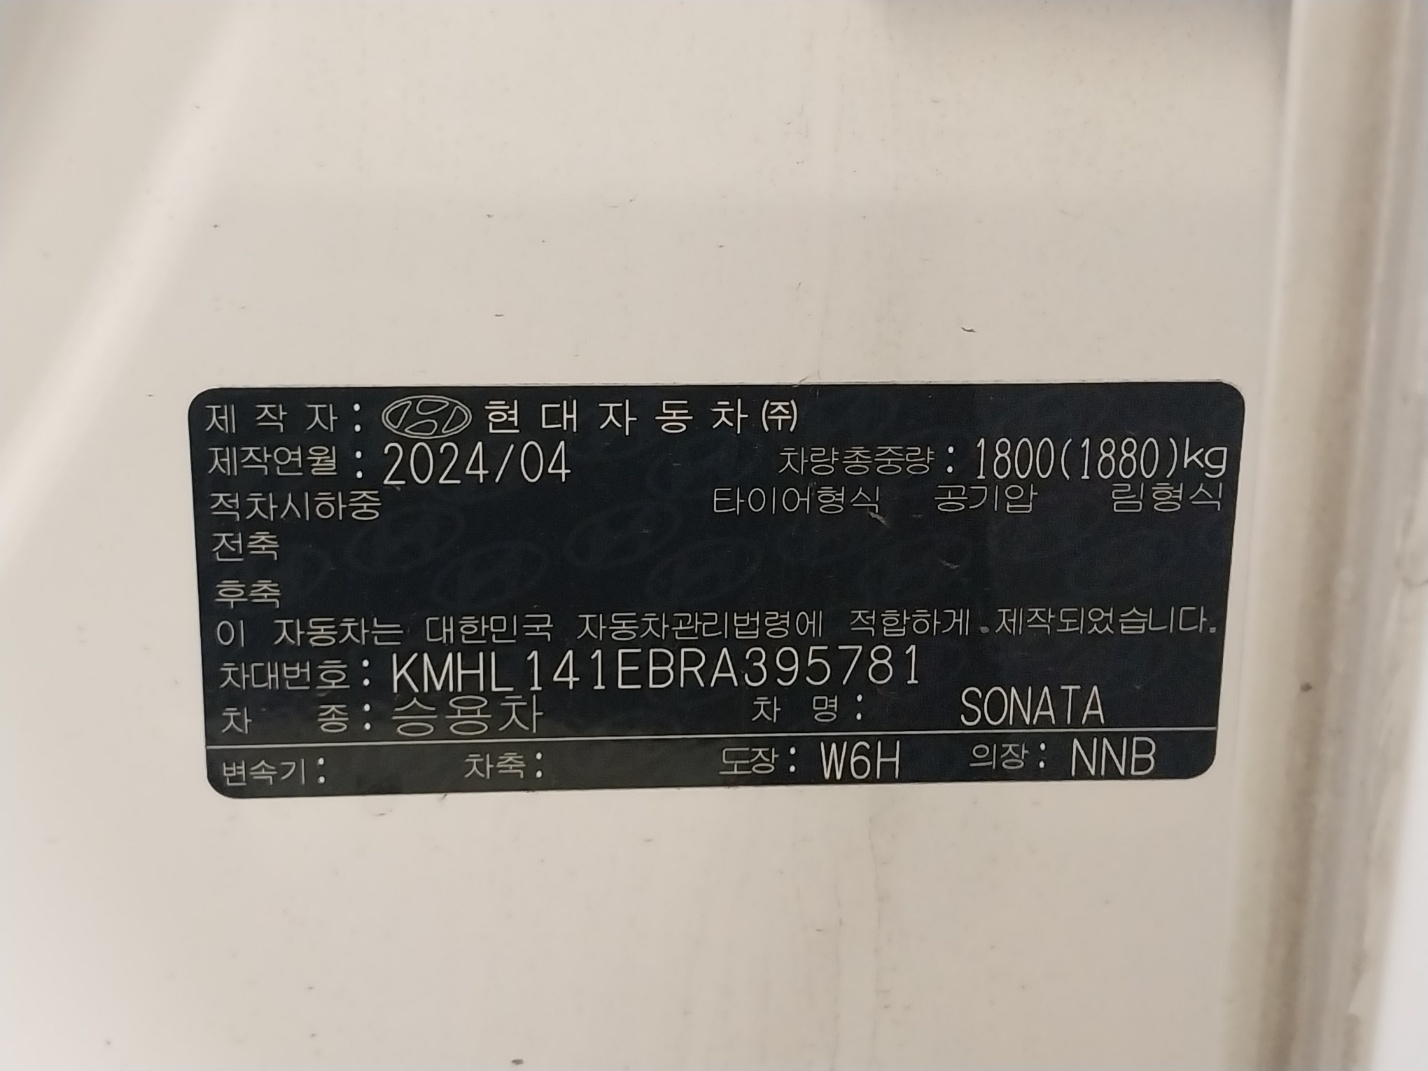 제 작 자 : 현 대 자 동 차 ㈜
제작연월 : 2024/04 차량총중량 : 1800(1880)kg
적차시하중 타이어형식 공기압 림형식
전축
후축
이 자동차는 대한민국 자동차관리법령에 적합하게 제작되었습니다.
차대번호 : KMHL141EBRA395781
차 종 : 승용차 차 명 : SONATA
변속기 : 차축 : 도장 : W6H 의장 : NNB